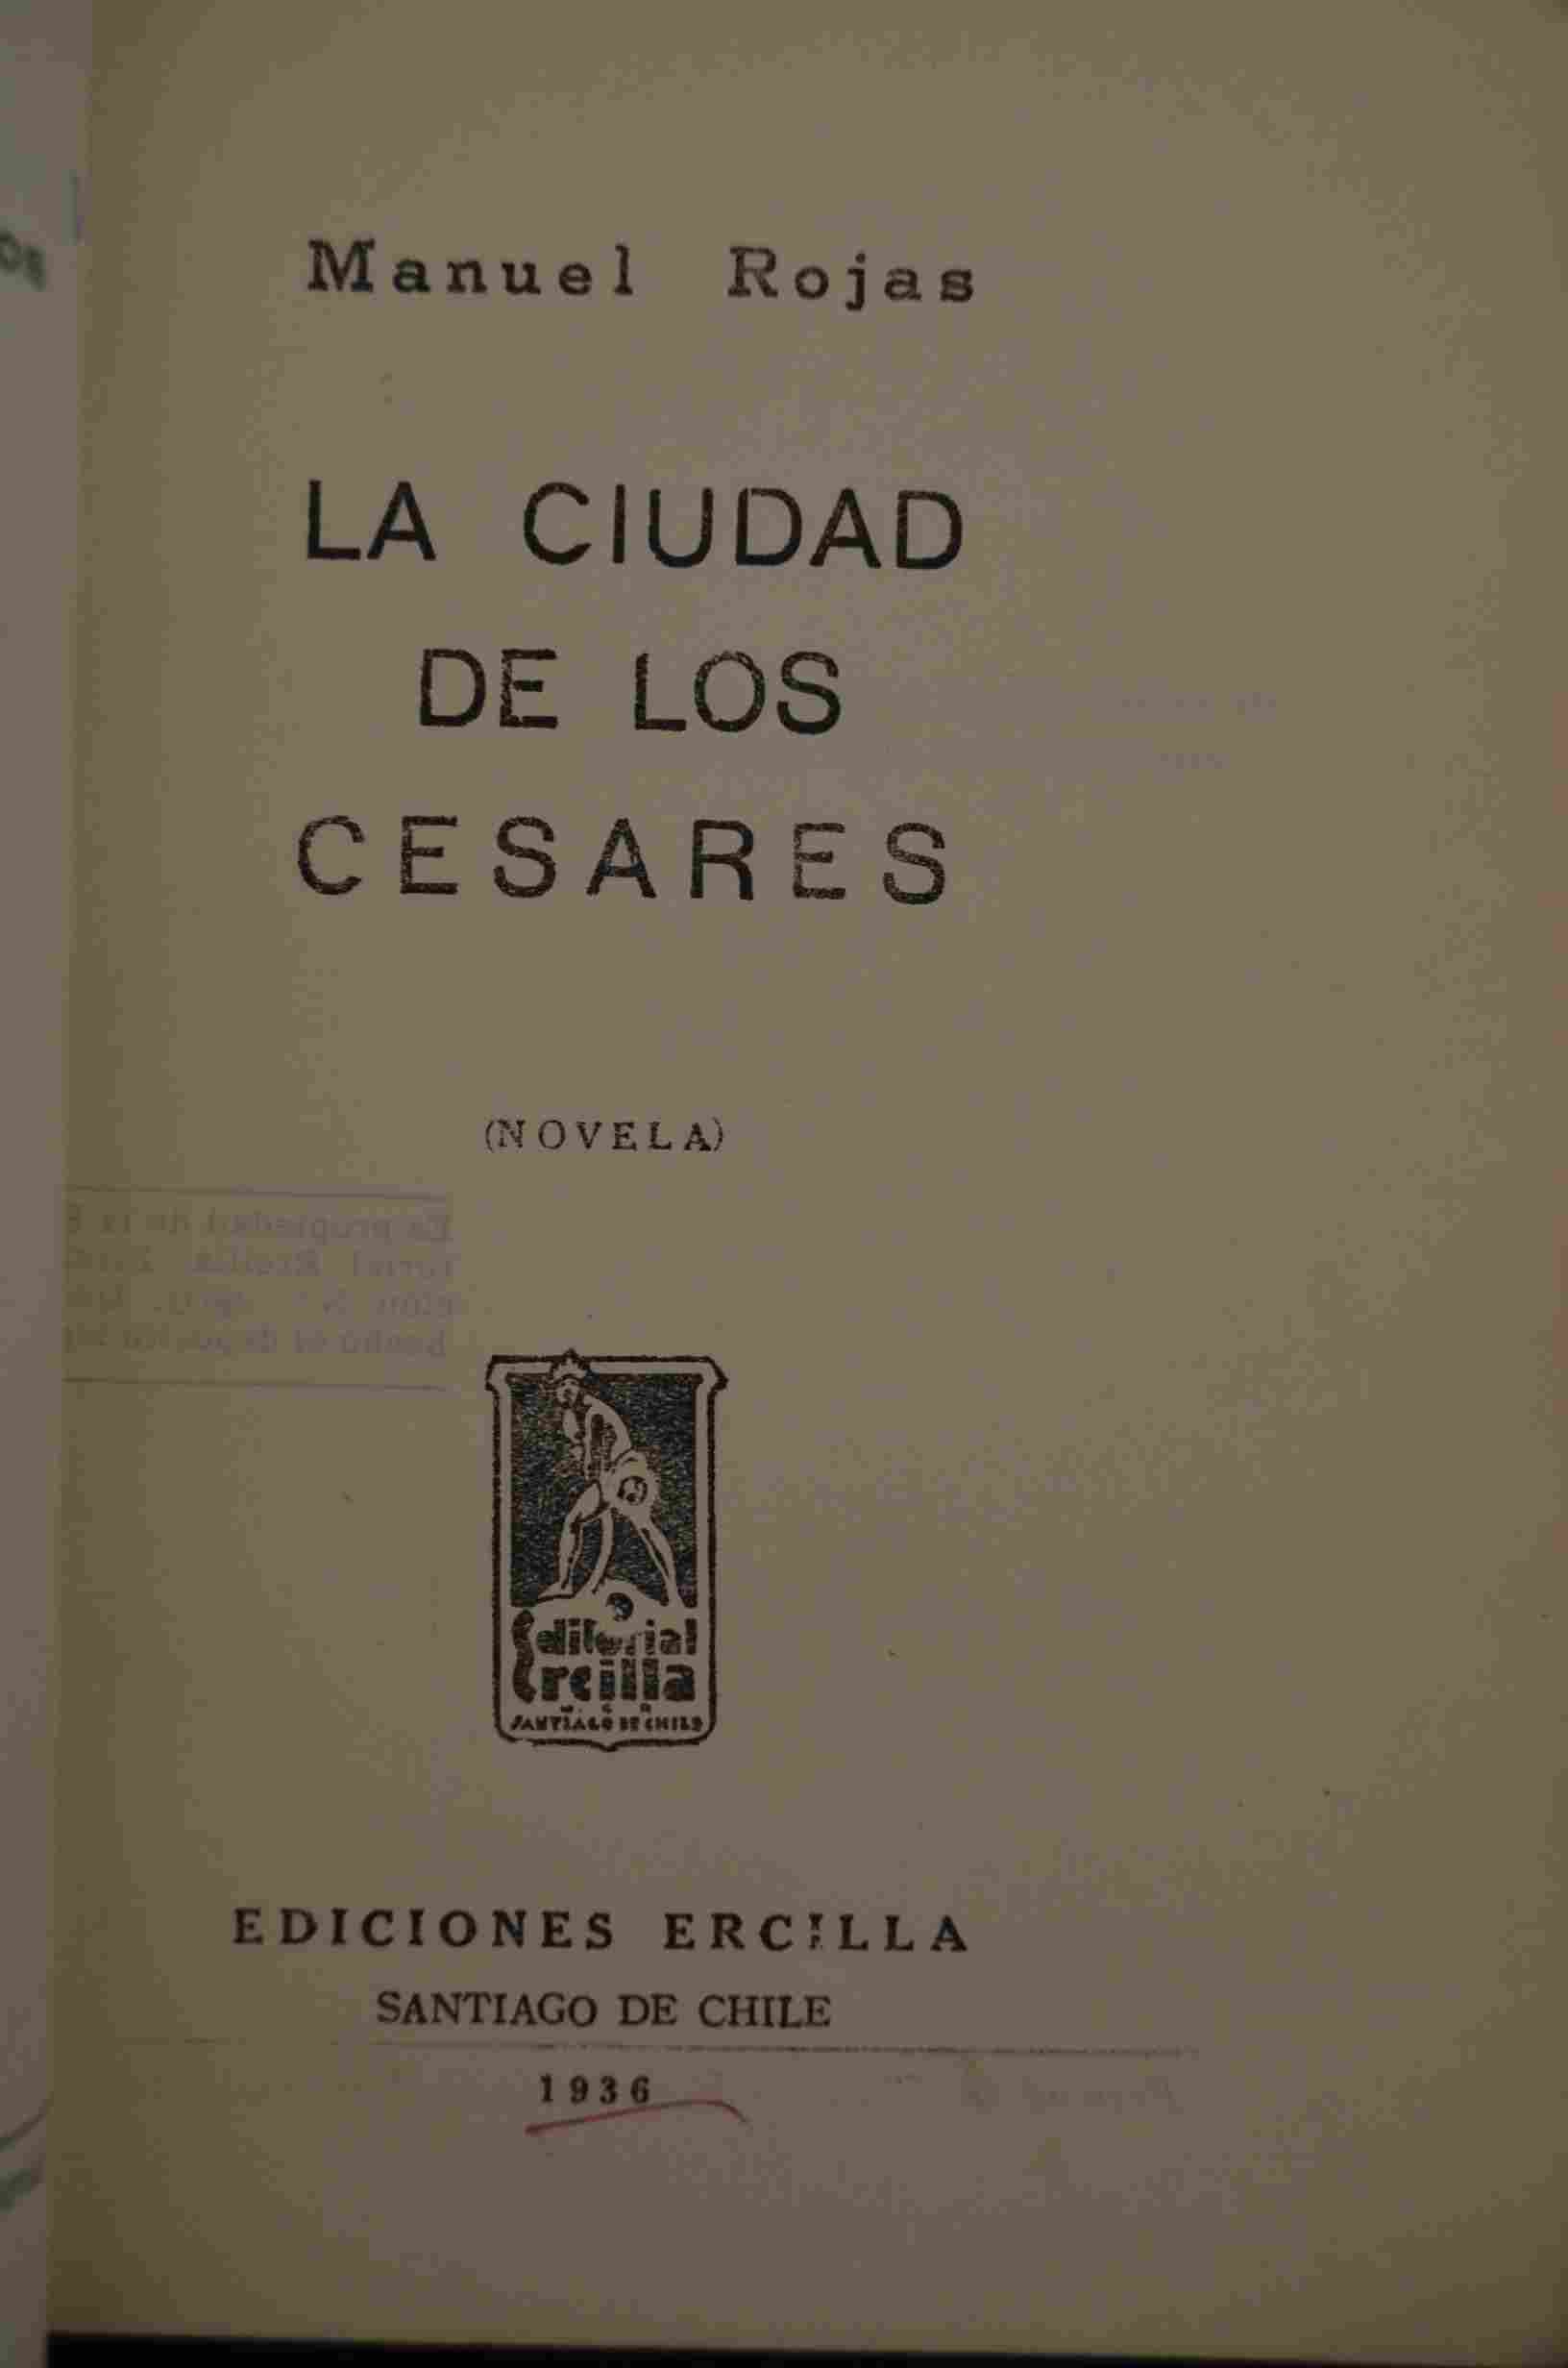 Manuel Rojas
LA CIUDAD
DE LOS
CESARES
(NOVELA)
Editorial
Ercilla
SANTIAGO DE CHILE
EDICIONES ERCILLA
SANTIAGO DE CHILE
1936